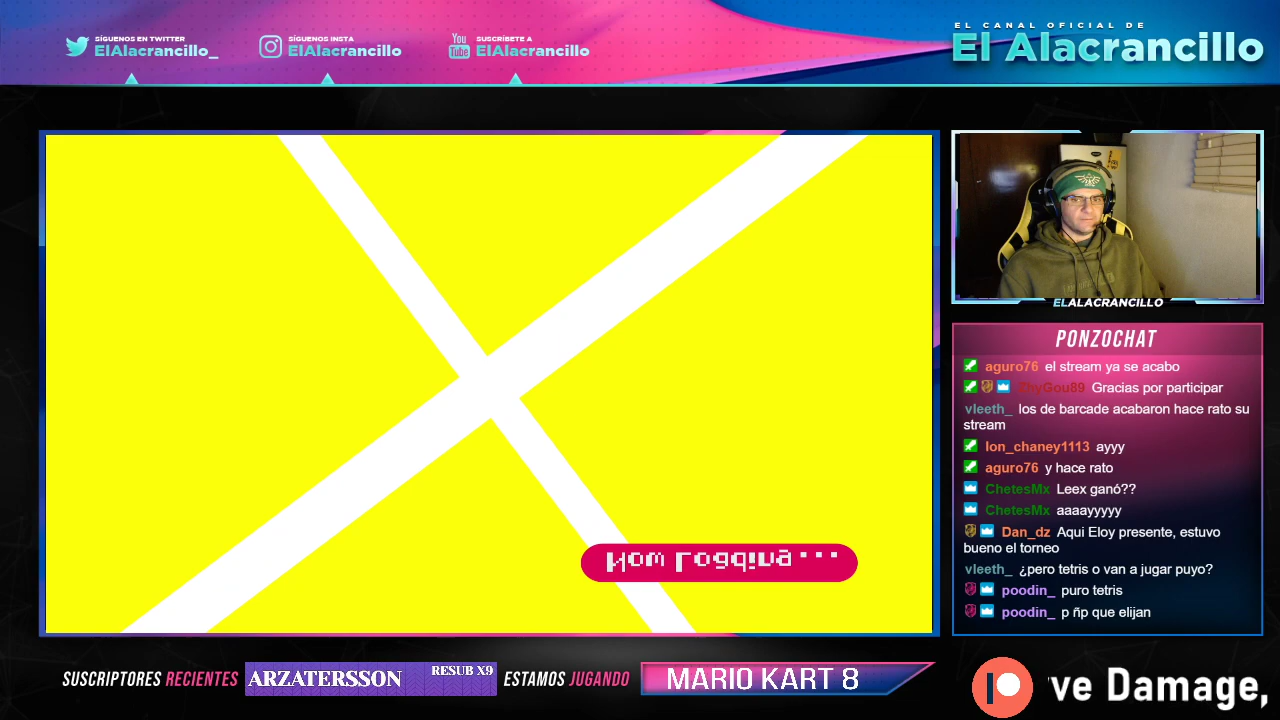 SÍGUENOS EN TWITTER
ElAlacrancillo_
SÍGUENOS INSTA
ElAlacrancillo
You
Tube
SUSCRÍBETE A
ElAlacrancillo
EL CANAL OFICIAL DE
El Alacrancillo
Now Loading...
ELALACRANCILLO
PONZOCHAT
aguro76 el stream ya se acabo
ThyGou89 Gracias por participar
vleeth_ los de barcade acabaron hace rato su
stream
lon_chaney1113 ayyy
aguro76 y hace rato
ChetesMx Leex ganó??
ChetesMx aaaayyyyy
Dan_dz Aqui Eloy presente, estuvo
bueno el torneo
vleeth_ ¿pero tetris o van a jugar puyo?
poodin_ puro tetris
poodin_ p ñp que elijan
SUSCRIPTORES RECIENTES
ARZATERSSON
RESUB X9
ESTAMOS JUGANDO
MARIO KART 8
've Damage,